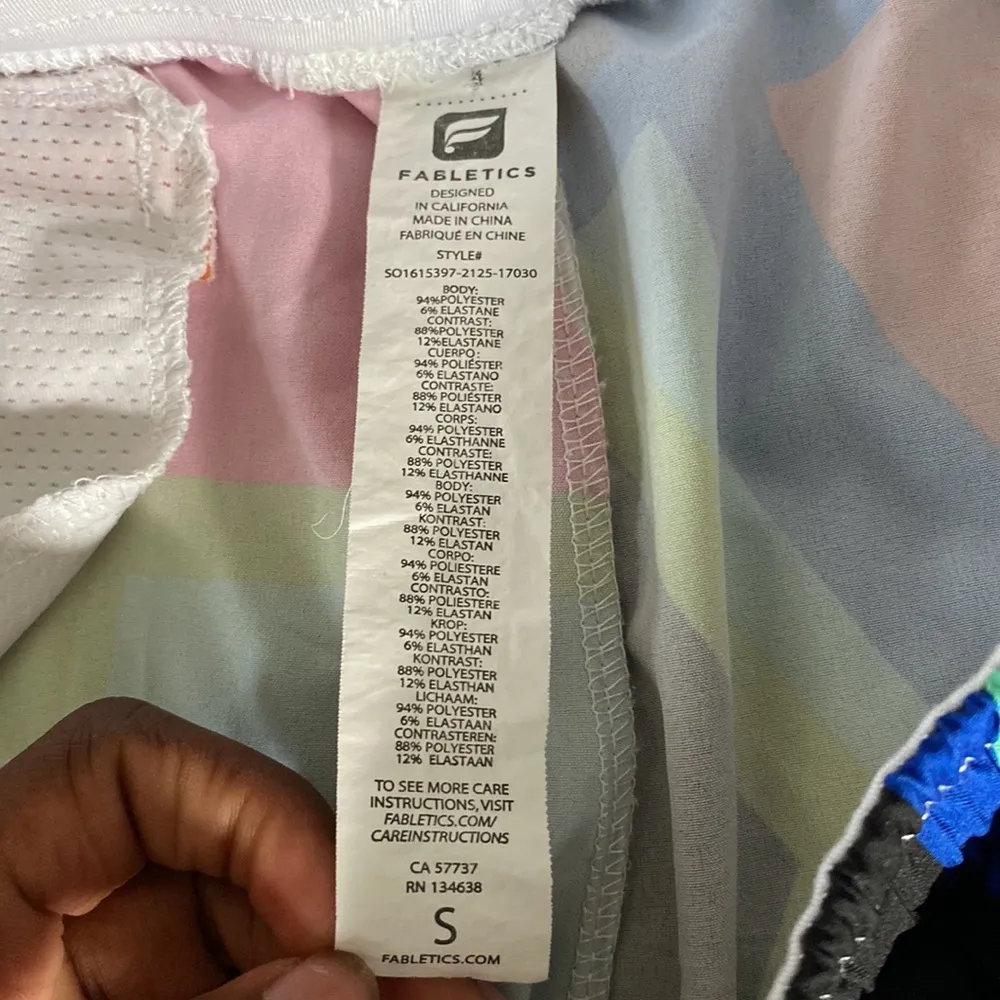 FABLETICS
DESIGNED
IN CALIFORNIA
MADE IN CHINA
FABRIQUÉ EN CHINE
STYLE#
SO1615397-2125-17030
BODY:
94%POLYESTER
6% ELASTANE
CONTRAST:
88%POLYESTER
12%ELASTANE
CUERPO:
94% POLIÉSTER
6% ELASTANO
CONTRASTE:
88% POLIÉSTER
12% ELASTANO
CORPS:
94% POLYESTER
6% ELASTHANNE
CONTRASTE:
88% POLYESTER
12% ELASTHANNE
BODY:
94% POLYESTER
6% ELASTAN
KONTRAST:
88% POLYESTER
12% ELASTAN
CORPO:
94% POLIESTERE
6% ELASTAN
CONTRASTO:
88% POLIESTERE
12% ELASTAN
KROP:
94% POLYESTER
6% ELASTHAN
KONTRAST:
88% POLYESTER
12% ELASTHAN
LICHAAM:
94% POLYESTER
6% ELASTAAN
CONTRASTEREN:
88% POLYESTER
12% ELASTAAN
TO SEE MORE CARE
INSTRUCTIONS, VISIT
FABLETICS.COM/
CAREINSTRUCTIONS
CA 57737
RN 134638
S
FABLETICS.COM